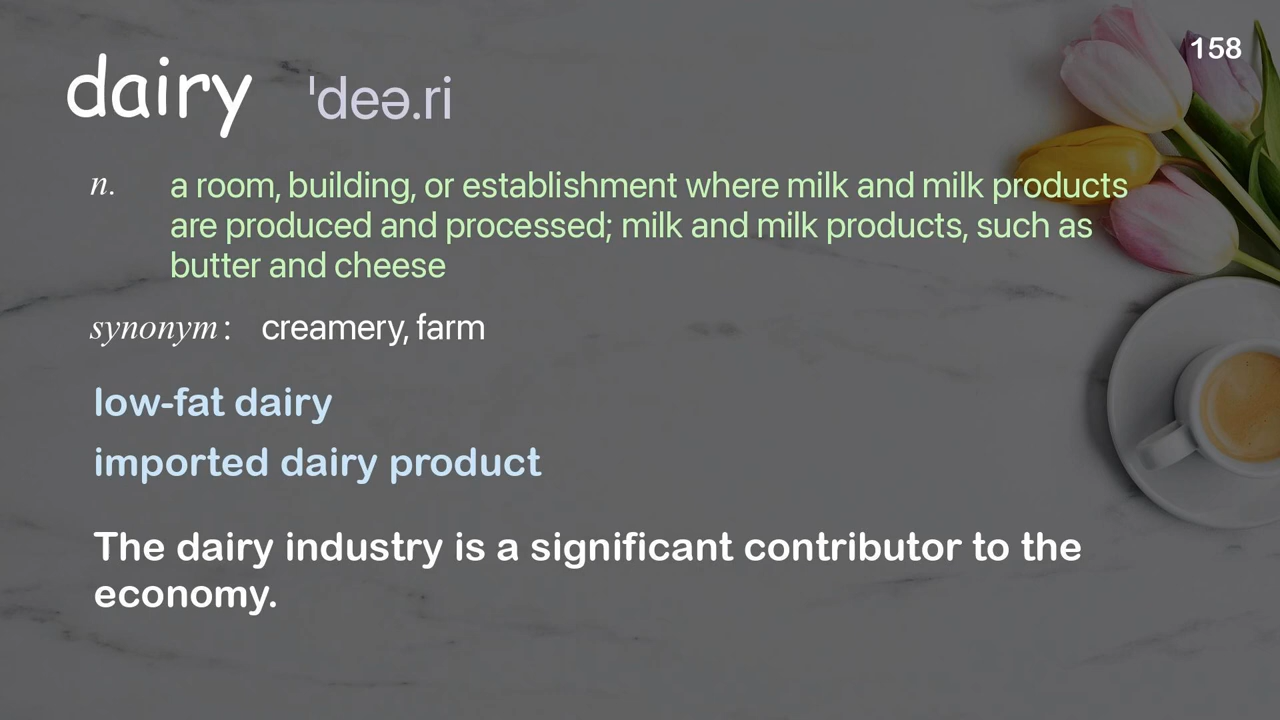 158
dairy ˈdeə.ri
n. a room, building, or establishment where milk and milk products
are produced and processed; milk and milk products, such as
butter and cheese
synonym: creamery, farm
low-fat dairy
imported dairy product
The dairy industry is a significant contributor to the
economy.